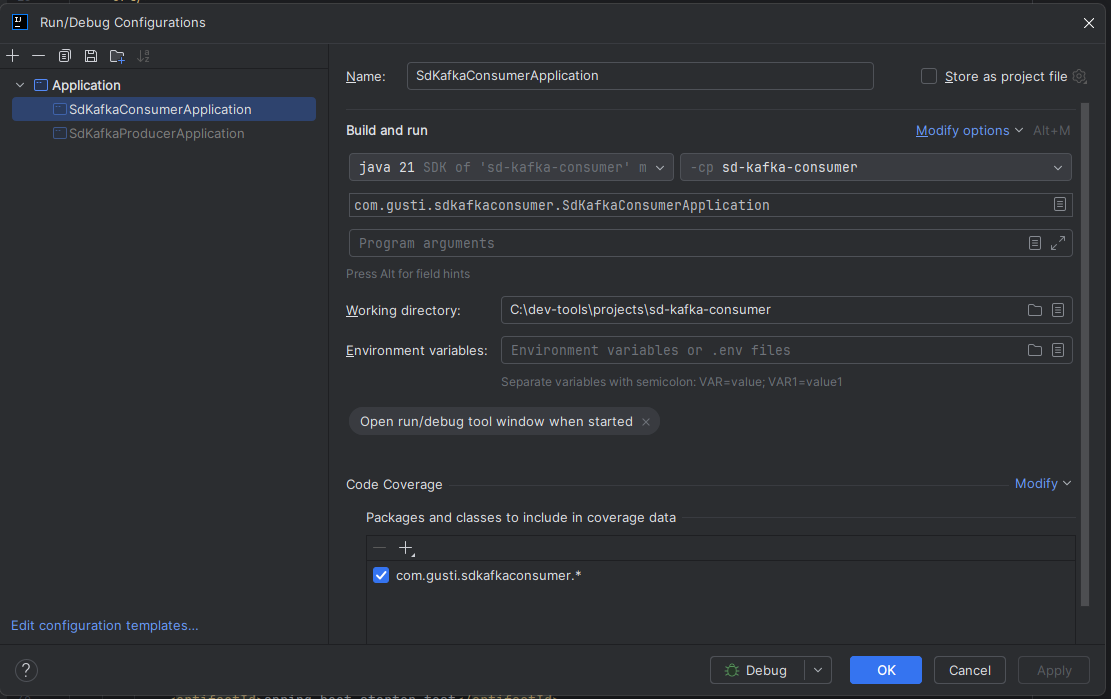 Run/Debug Configurations
Application
SdKafkaConsumerApplication
SdKafkaProducerApplication
Edit configuration templates...
Name: SdKafkaConsumerApplication Store as project file
Build and run Modify options Alt+M
java 21 SDK of 'sd-kafka-consumer' m -cp sd-kafka-consumer
com.gusti.sdkafkaconsumer.SdKafkaConsumerApplication
Program arguments
Press Alt for field hints
Working directory: C:\dev-tools\projects\sd-kafka-consumer
Environment variables: Environment variables or .env files
Separate variables with semicolon: VAR=value; VAR1=value1
Open run/debug tool window when started
Code Coverage Modify
Packages and classes to include in coverage data
com.gusti.sdkafkaconsumer.*
? Debug OK Cancel Apply